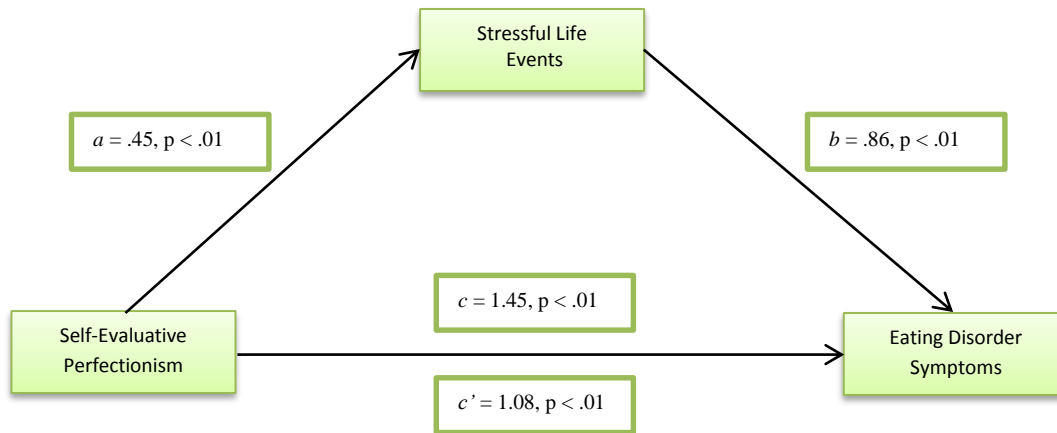 Stressful Life
Events
a = .45, p < .01
b = .86, p < .01
c = 1.45, p < .01
Self-Evaluative
Perfectionism
Eating Disorder
Symptoms
c’ = 1.08, p < .01